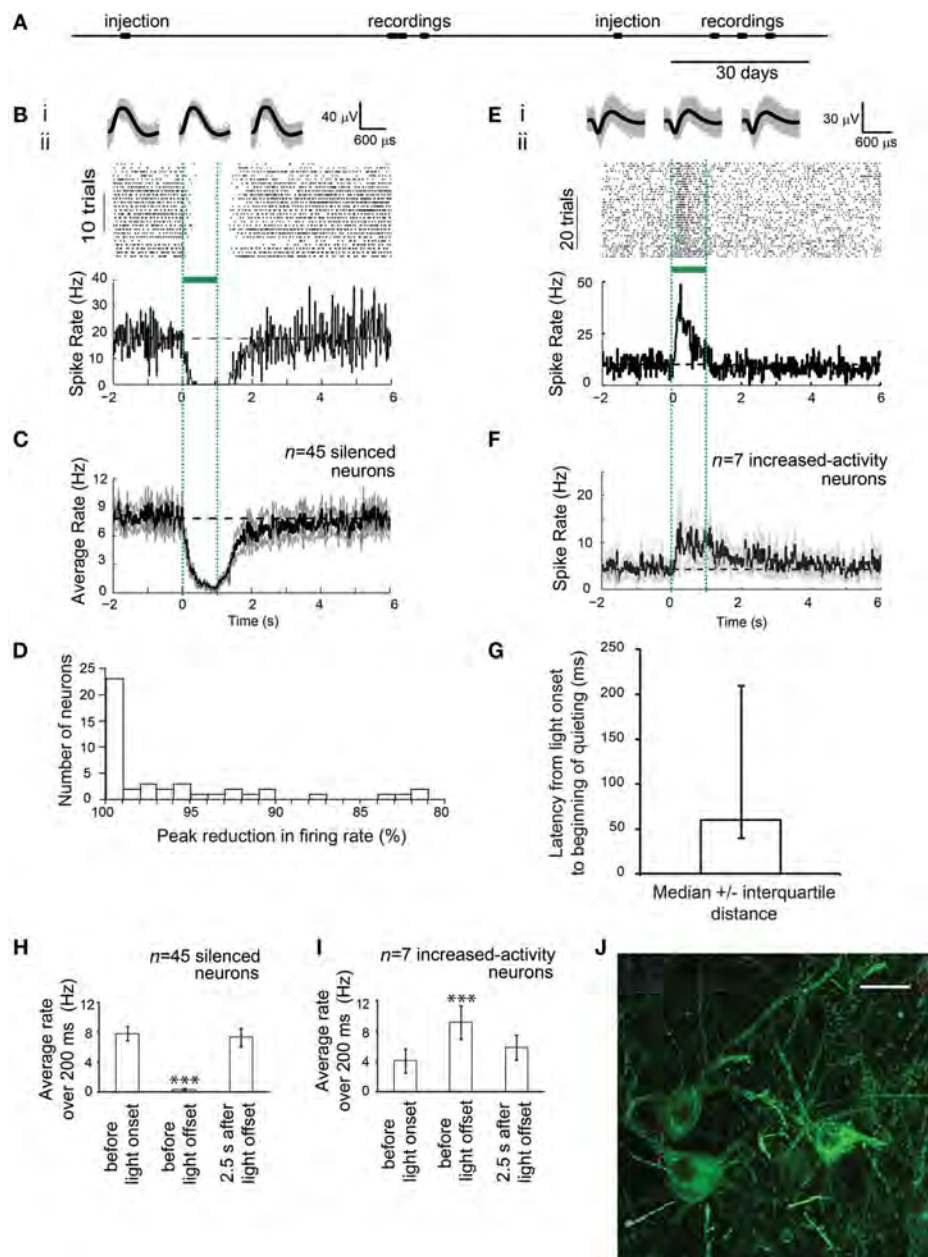 A
injection
recordings
injection
recordings
30 days
B
i
ii
40 μV
600 μs
E
i
ii
30 μV
600 μs
10 trials
20 trials
Spike Rate (Hz)
40
30
20
10
0
-2
0
2
4
6
Spike Rate (Hz)
50
25
0
-2
0
2
4
6
C
n=45 silenced
neurons
Average Rate (Hz)
12
9
6
3
0
-2
0
2
4
6
Time (s)
F
n=7 increased-activity
neurons
Spike Rate (Hz)
20
10
0
-2
0
2
4
6
Time (s)
D
Number of neurons
25
20
15
10
5
0
100
95
90
85
80
Peak reduction in firing rate (%)
G
Latency from light onset
to beginning of quieting (ms)
250
200
150
100
50
0
Median +/- interquartile
distance
H
n=45 silenced
neurons
Average rate
over 200 ms (Hz)
12
8
4
0
***
before
light onset
before
light offset
2.5 s after
light offset
I
n=7 increased-activity
neurons
Average rate
over 200 ms (Hz)
12
8
4
0
***
before
light onset
before
light offset
2.5 s after
light offset
J